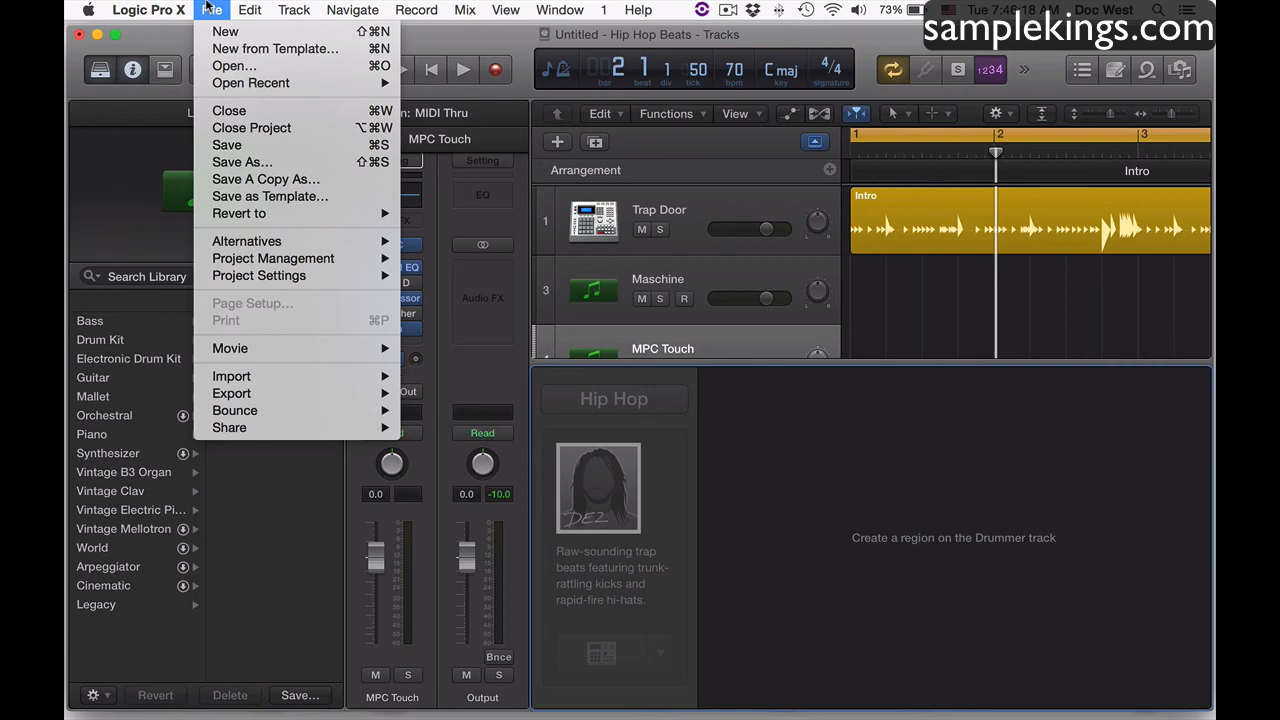 Logic Pro X File Edit Track Navigate Record Mix View Window 1 Help 73% Tue 7:46:18 AM Doc West
samplekings.com
Untitled - Hip Hop Beats - Tracks
New ⇧⌘N
New from Template... ⌘N
Open... ⌘O
Open Recent
Close ⌘W
Close Project ⌥⌘W
Save ⌘S
Save As... ⇧⌘S
Save A Copy As...
Save as Template...
Revert to
Alternatives
Project Management
Project Settings
Page Setup...
Print ⌘P
Movie
Import
Export
Bounce
Share
2 1 50 70 C maj 4/4
bar beat div tempo key signature
S 1234
on: MIDI Thru
MPC Touch
Setting
EQ
Audio FX
Read
0.0 0.0 -10.0
Bnce
M S M S
MPC Touch Output
Search Library
Bass
Drum Kit
Electronic Drum Kit
Guitar
Mallet
Orchestral
Piano
Synthesizer
Vintage B3 Organ
Vintage Clav
Vintage Electric Pi...
Vintage Mellotron
World
Arpeggiator
Cinematic
Legacy
Revert Delete Save...
Edit Functions View
1 2 3
Arrangement
Intro
1 Trap Door
M S
L R
Intro
3 Maschine
M S R
L R
MPC Touch
Hip Hop
DEZ
Raw-sounding trap
beats featuring trunk-
rattling kicks and
rapid-fire hi-hats.
Create a region on the Drummer track